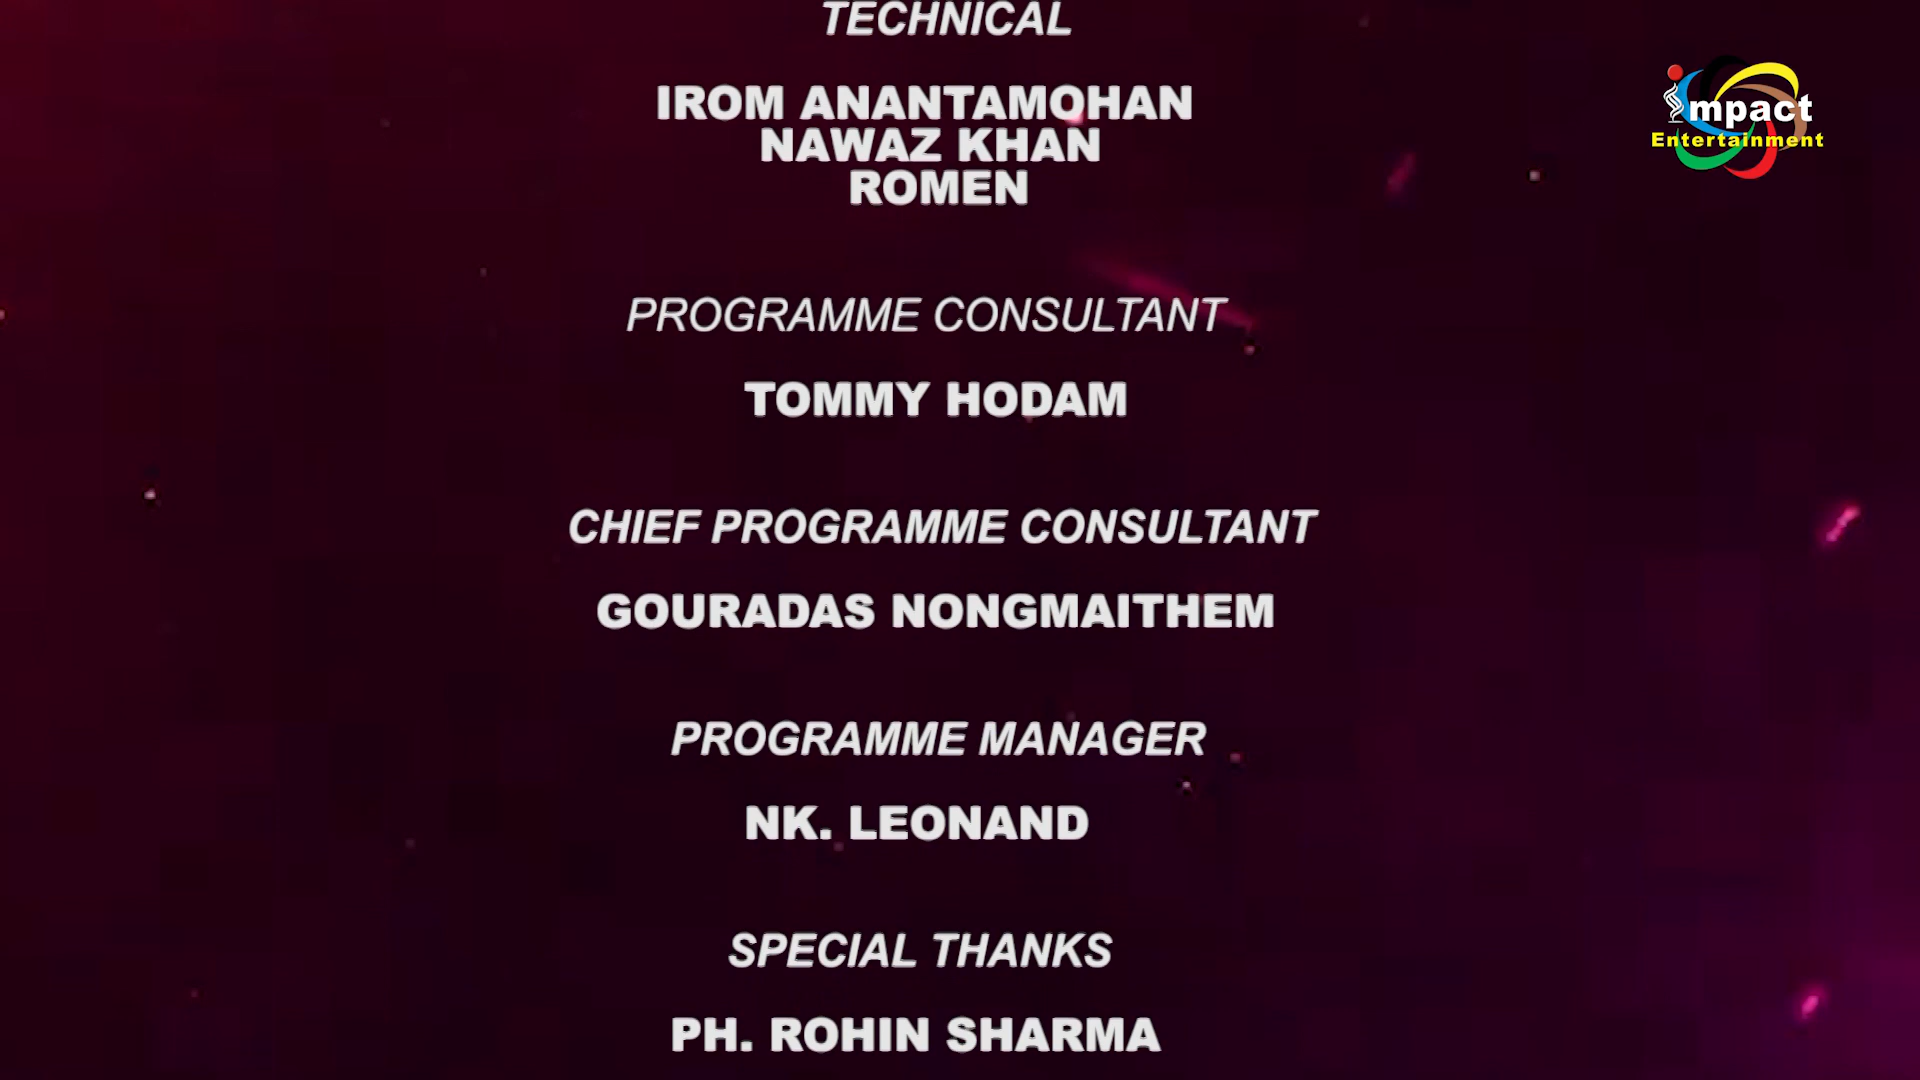 TECHNICAL
IROM ANANTAMOHAN
NAWAZ KHAN
ROMEN
impact
Entertainment
PROGRAMME CONSULTANT
TOMMY HODAM
CHIEF PROGRAMME CONSULTANT
GOURADAS NONGMAITHEM
PROGRAMME MANAGER
NK. LEONAND
SPECIAL THANKS
PH. ROHIN SHARMA